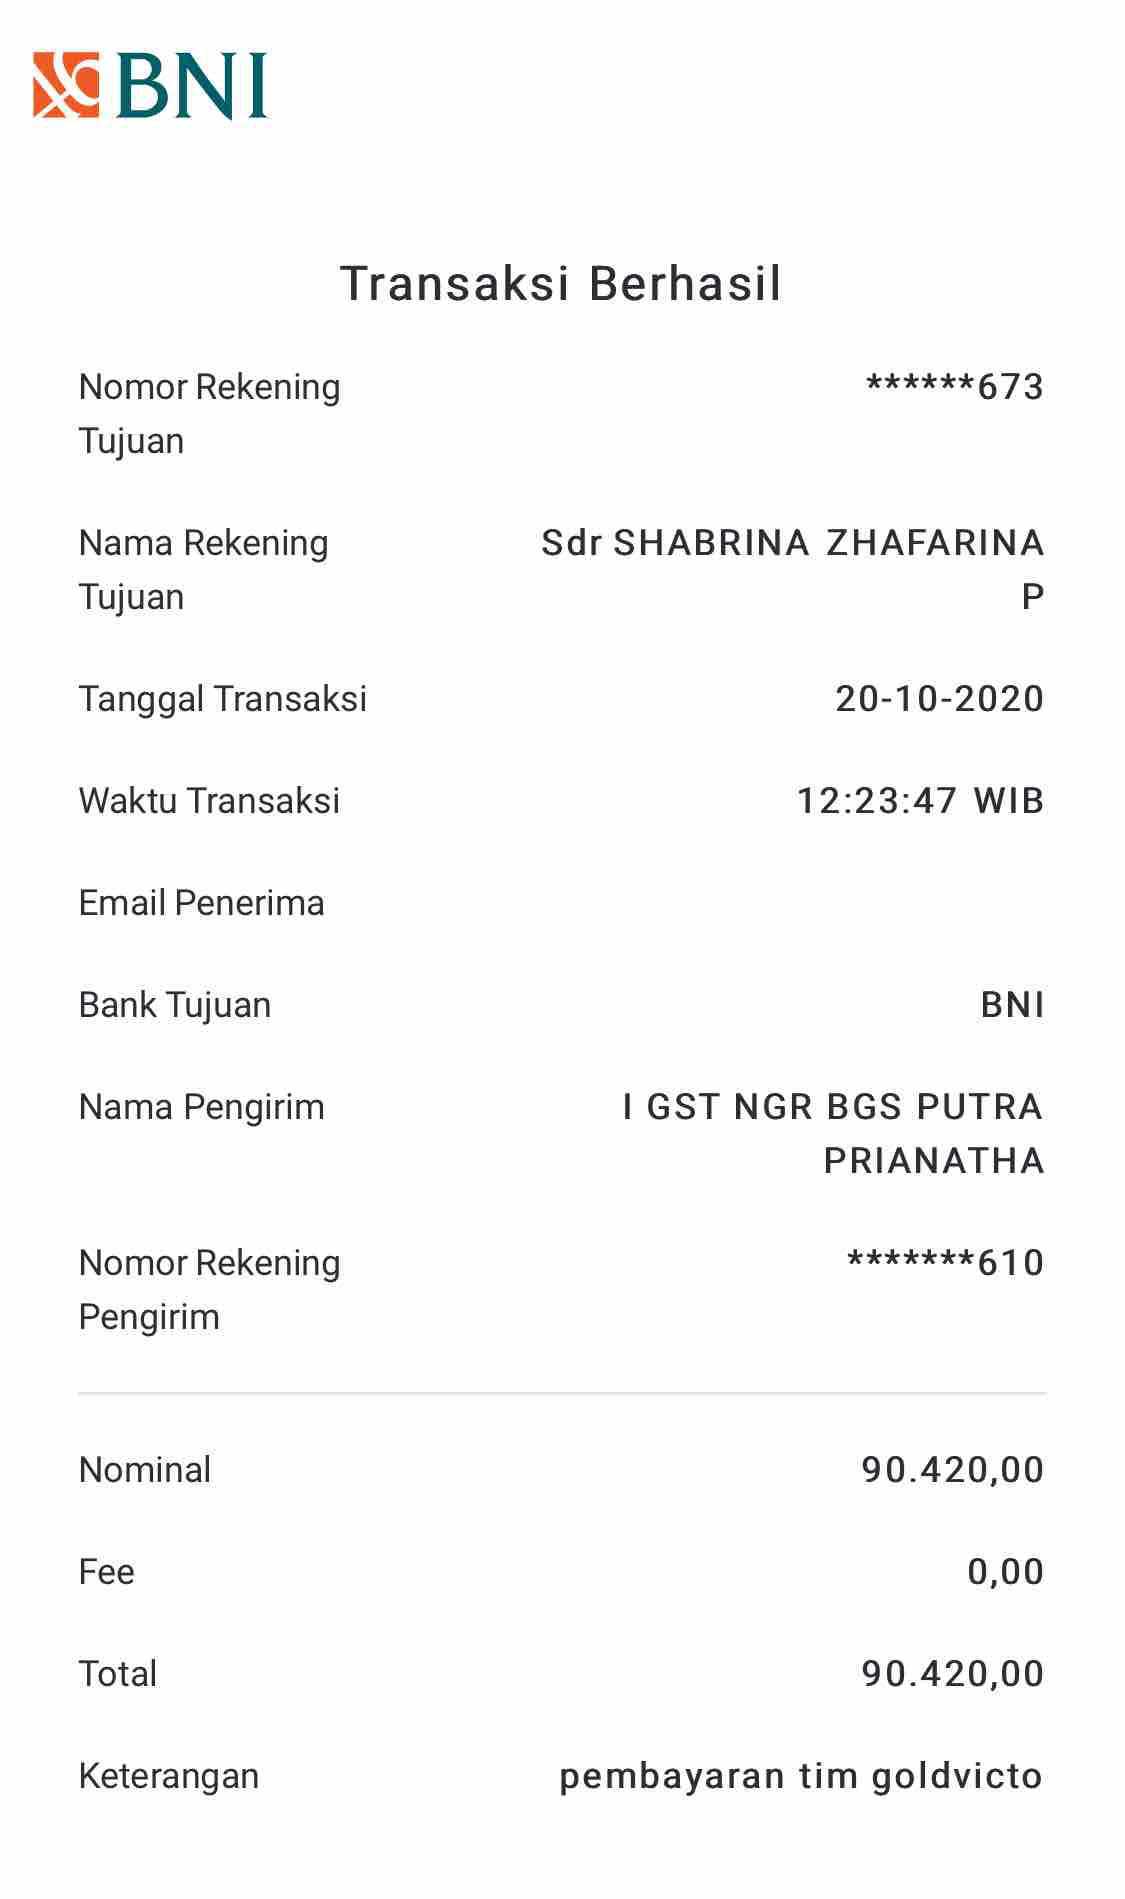 BNI
Transaksi Berhasil
Nomor Rekening Tujuan ******673
Nama Rekening Tujuan Sdr SHABRINA ZHAFARINA P
Tanggal Transaksi 20-10-2020
Waktu Transaksi 12:23:47 WIB
Email Penerima
Bank Tujuan BNI
Nama Pengirim I GST NGR BGS PUTRA PRIANATHA
Nomor Rekening Pengirim *******610
Nominal 90.420,00
Fee 0,00
Total 90.420,00
Keterangan pembayaran tim goldvicto